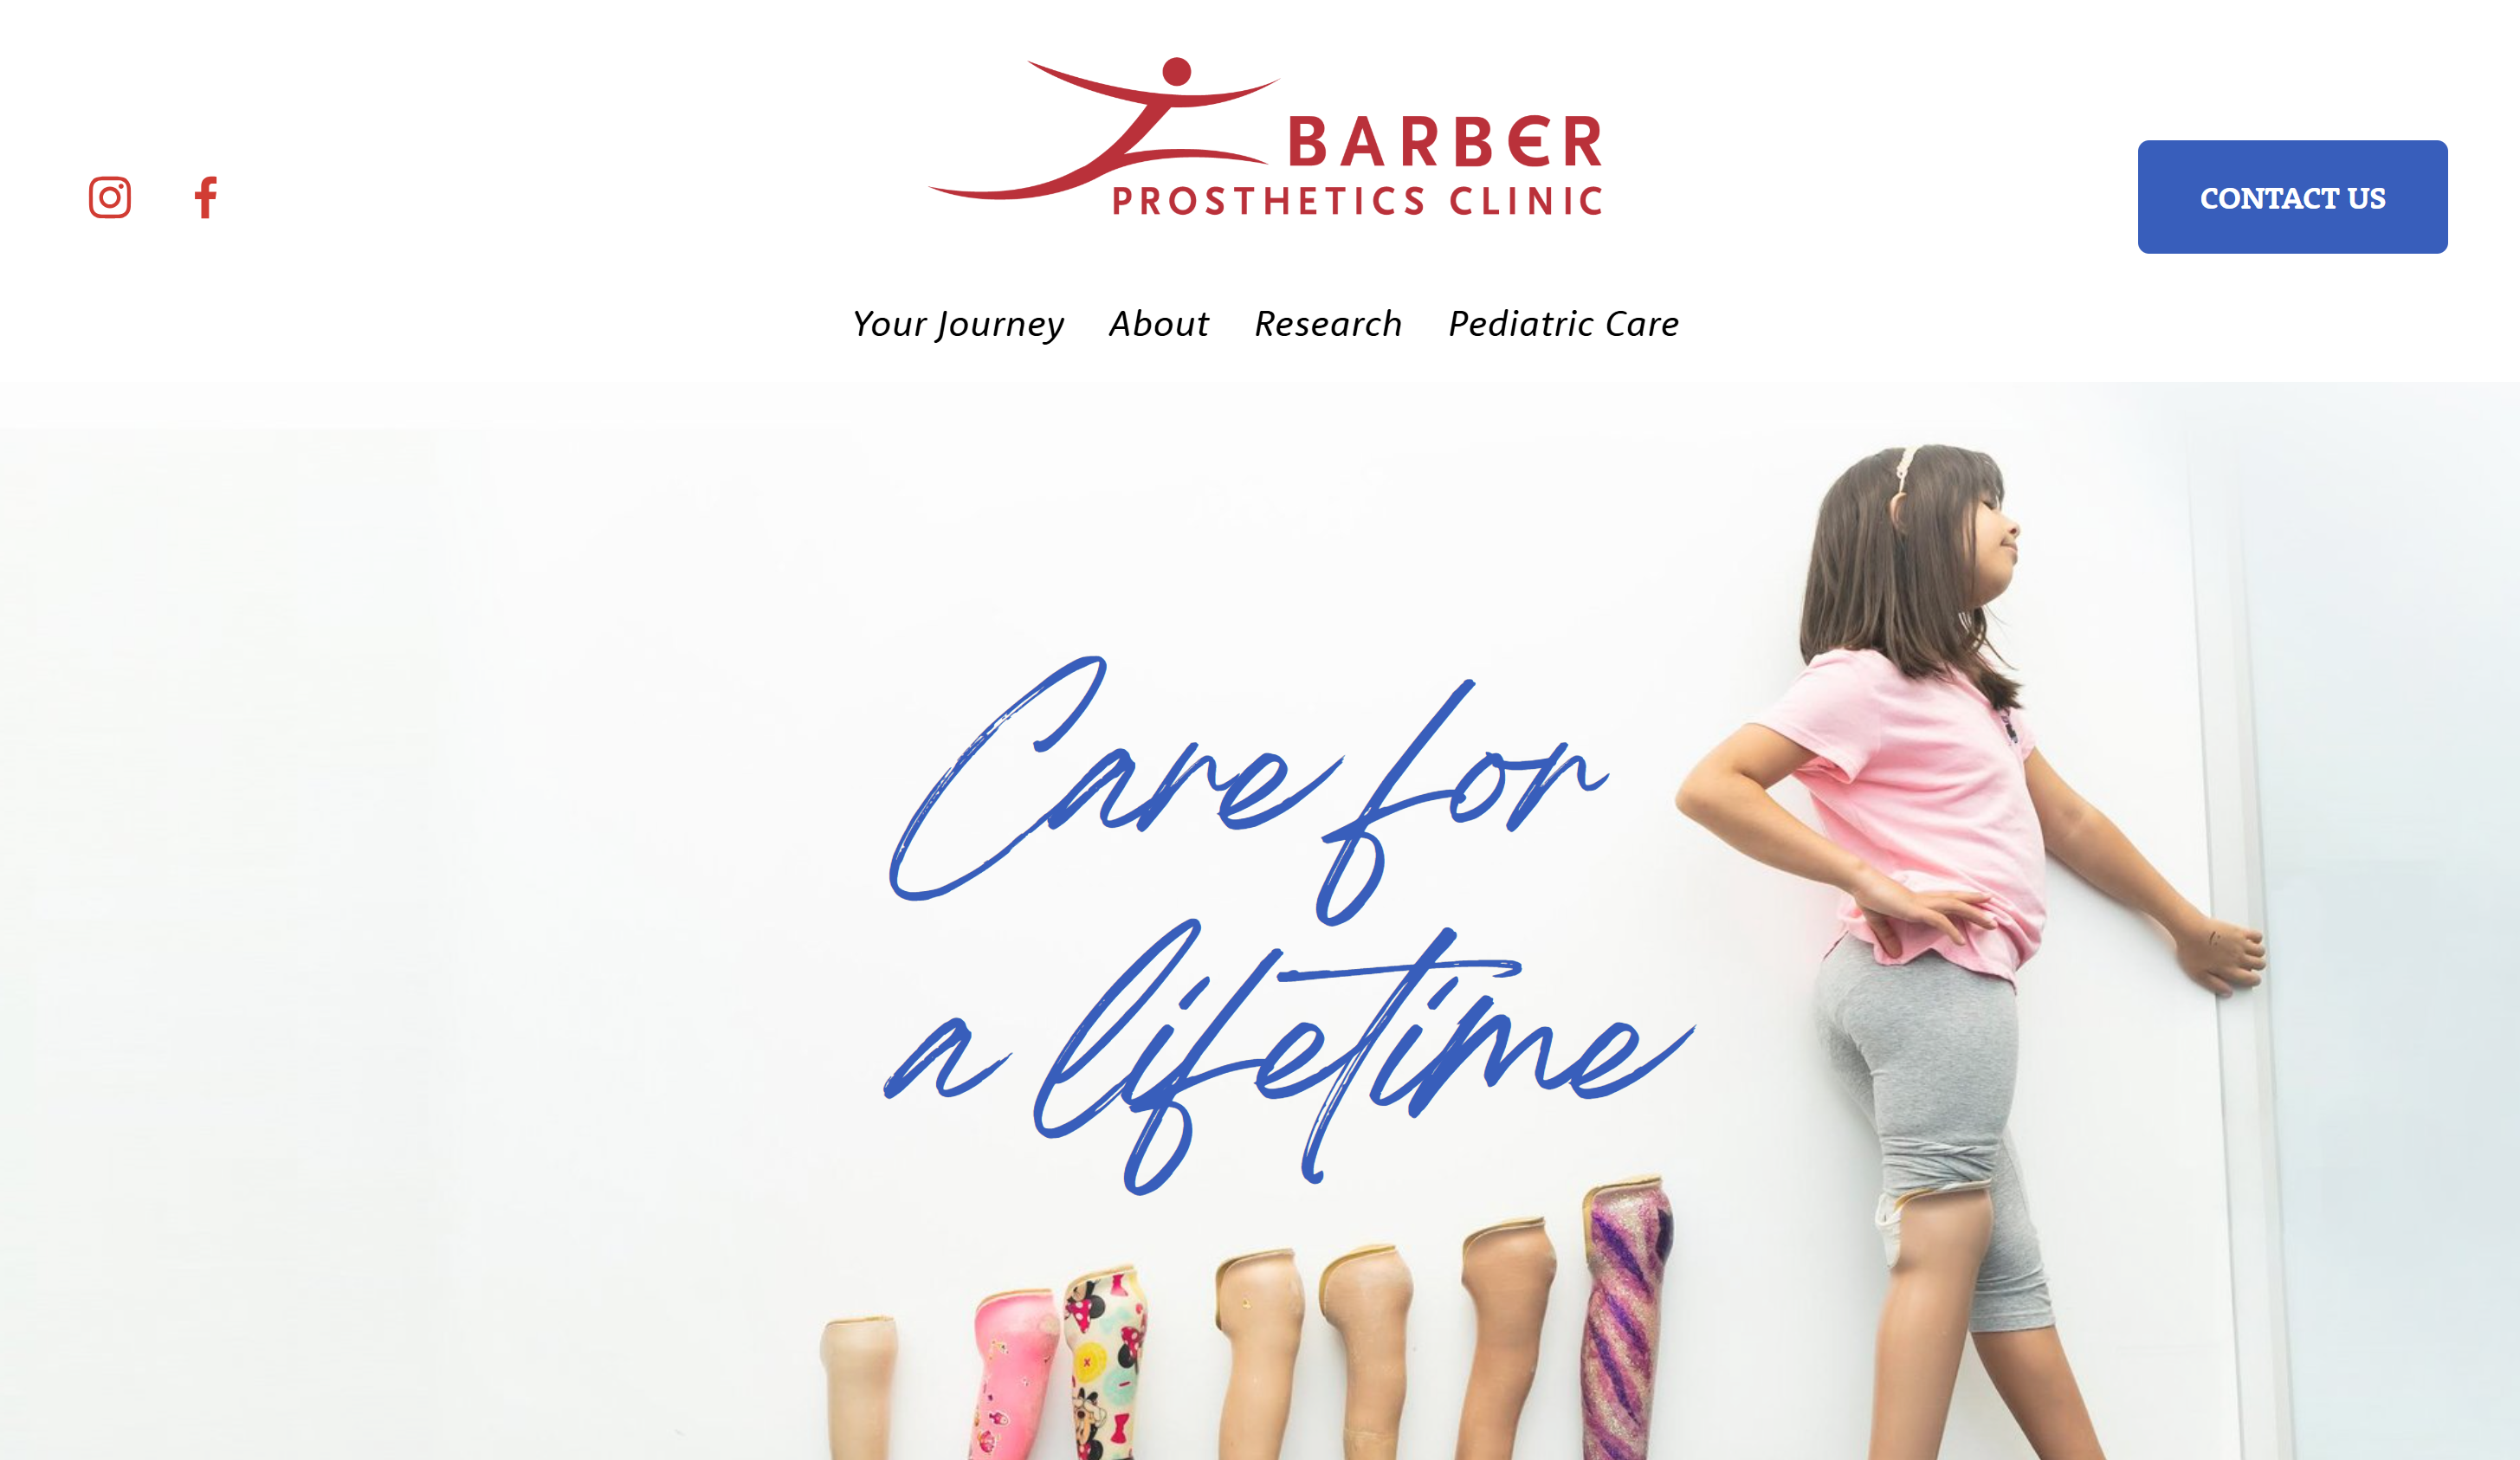 BARBER
PROSTHETICS CLINIC
CONTACT US
Your Journey About Research Pediatric Care
Care for
a lifetime